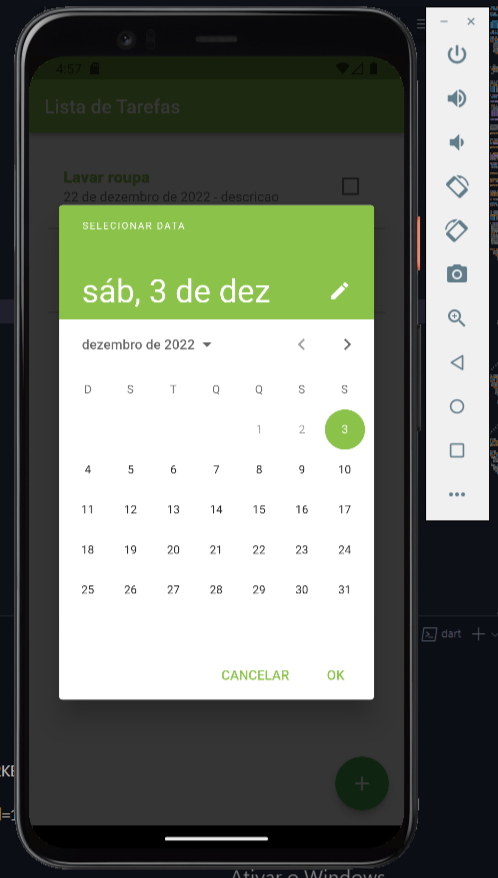 4:57
Lista de Tarefas
Lavar roupa
22 de dezembro de 2022 - descricao
SELECIONAR DATA
sáb, 3 de dez
dezembro de 2022
D S T Q Q S S
1 2 3
4 5 6 7 8 9 10
11 12 13 14 15 16 17
18 19 20 21 22 23 24
25 26 27 28 29 30 31
CANCELAR OK
dart
Ativar o Windows